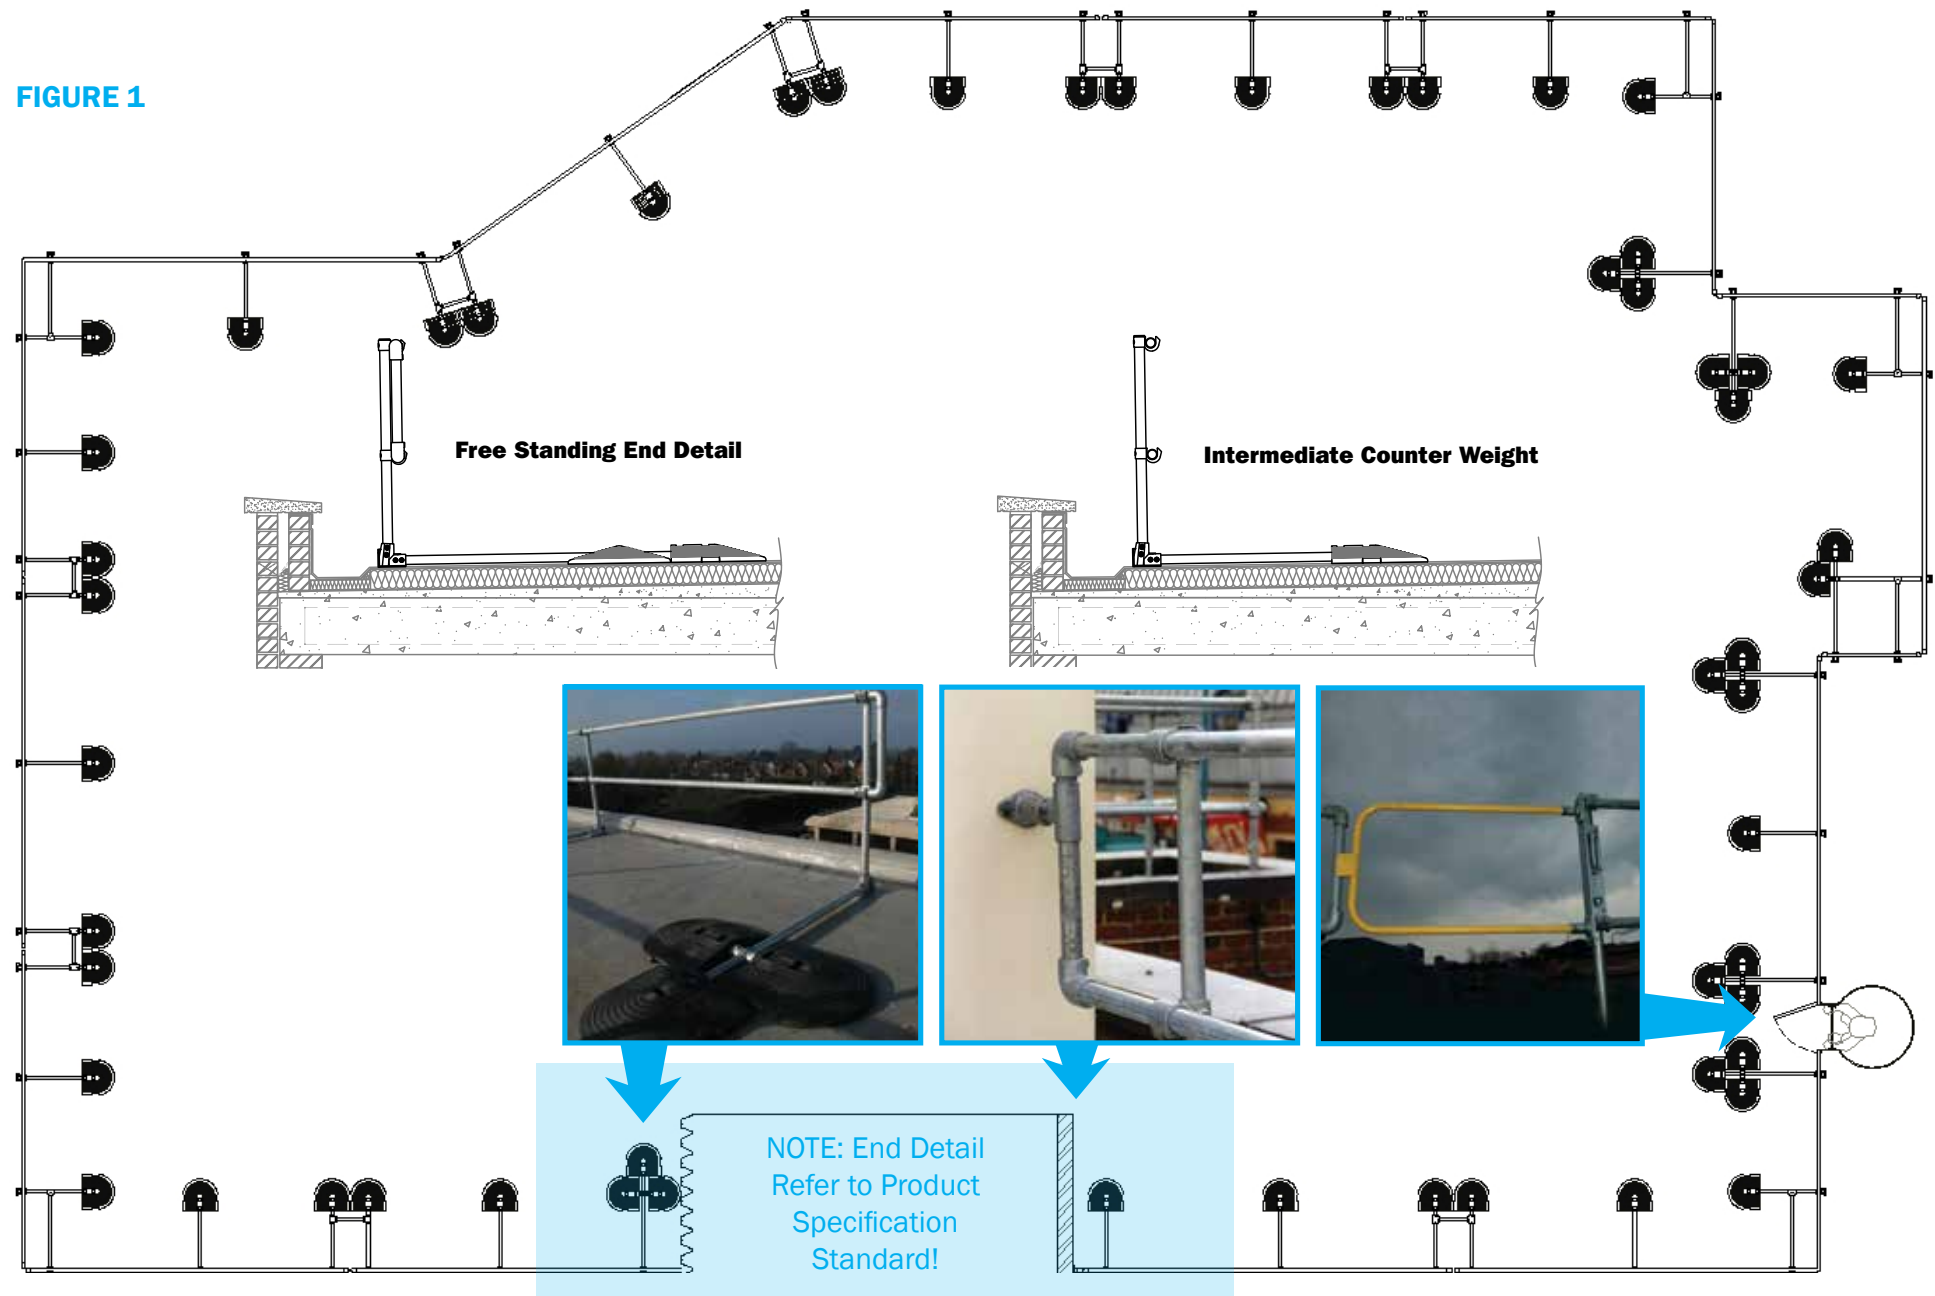 FIGURE 1
Free Standing End Detail
Intermediate Counter Weight
NOTE: End Detail
Refer to Product
Specification
Standard!